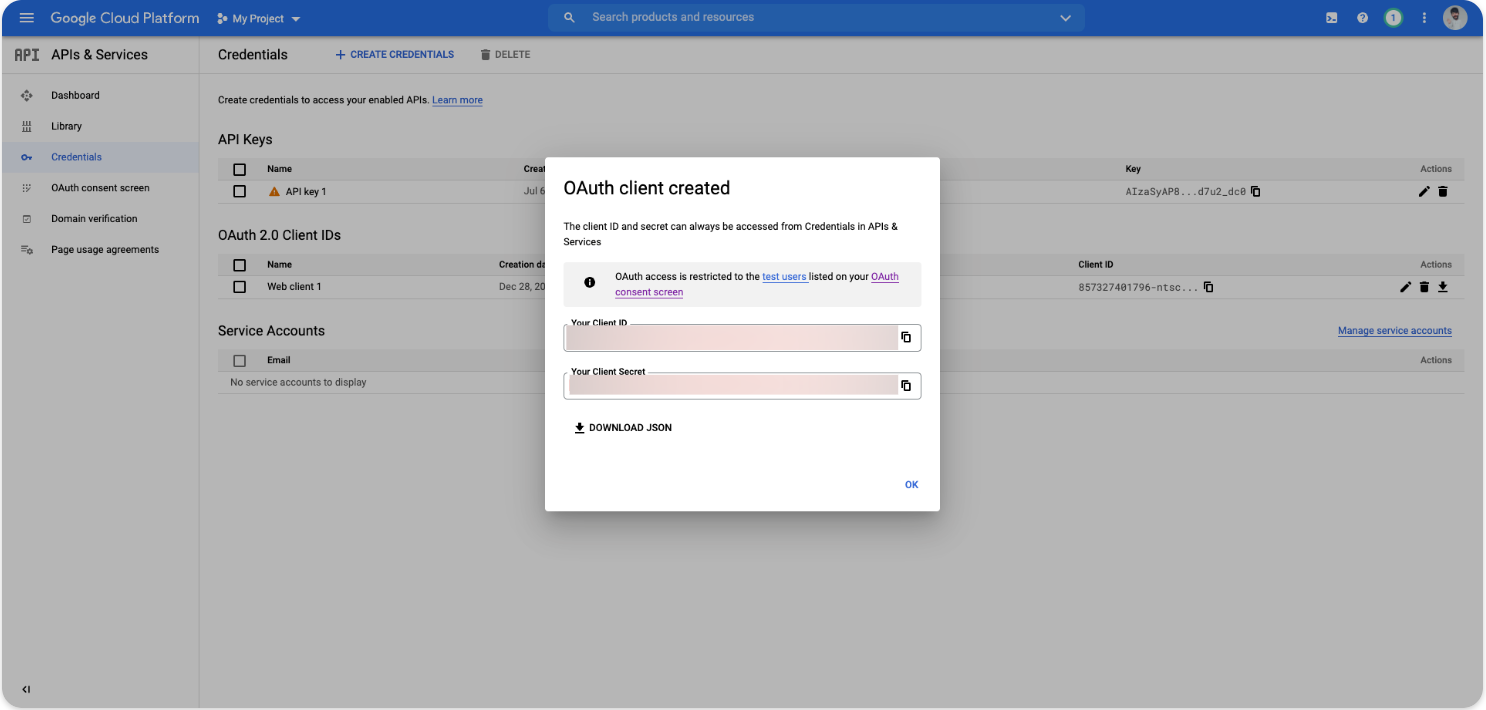 Google Cloud Platform
My Project
Search products and resources
1
API APIs & Services
Credentials
CREATE CREDENTIALS
DELETE
Dashboard
Library
Credentials
OAuth consent screen
Domain verification
Page usage agreements
Create credentials to access your enabled APIs. Learn more
API Keys
Name Creat Key Actions
API key 1 Jul 6 AIzaSyAP8...d7u2_dc0
OAuth 2.0 Client IDs
Name Creation da Client ID Actions
Web client 1 Dec 28, 20 857327401796-ntsc...
Service Accounts
Manage service accounts
Email Actions
No service accounts to display
OAuth client created
The client ID and secret can always be accessed from Credentials in APIs &
Services
OAuth access is restricted to the test users listed on your OAuth
consent screen
Your Client ID
Your Client Secret
DOWNLOAD JSON
OK